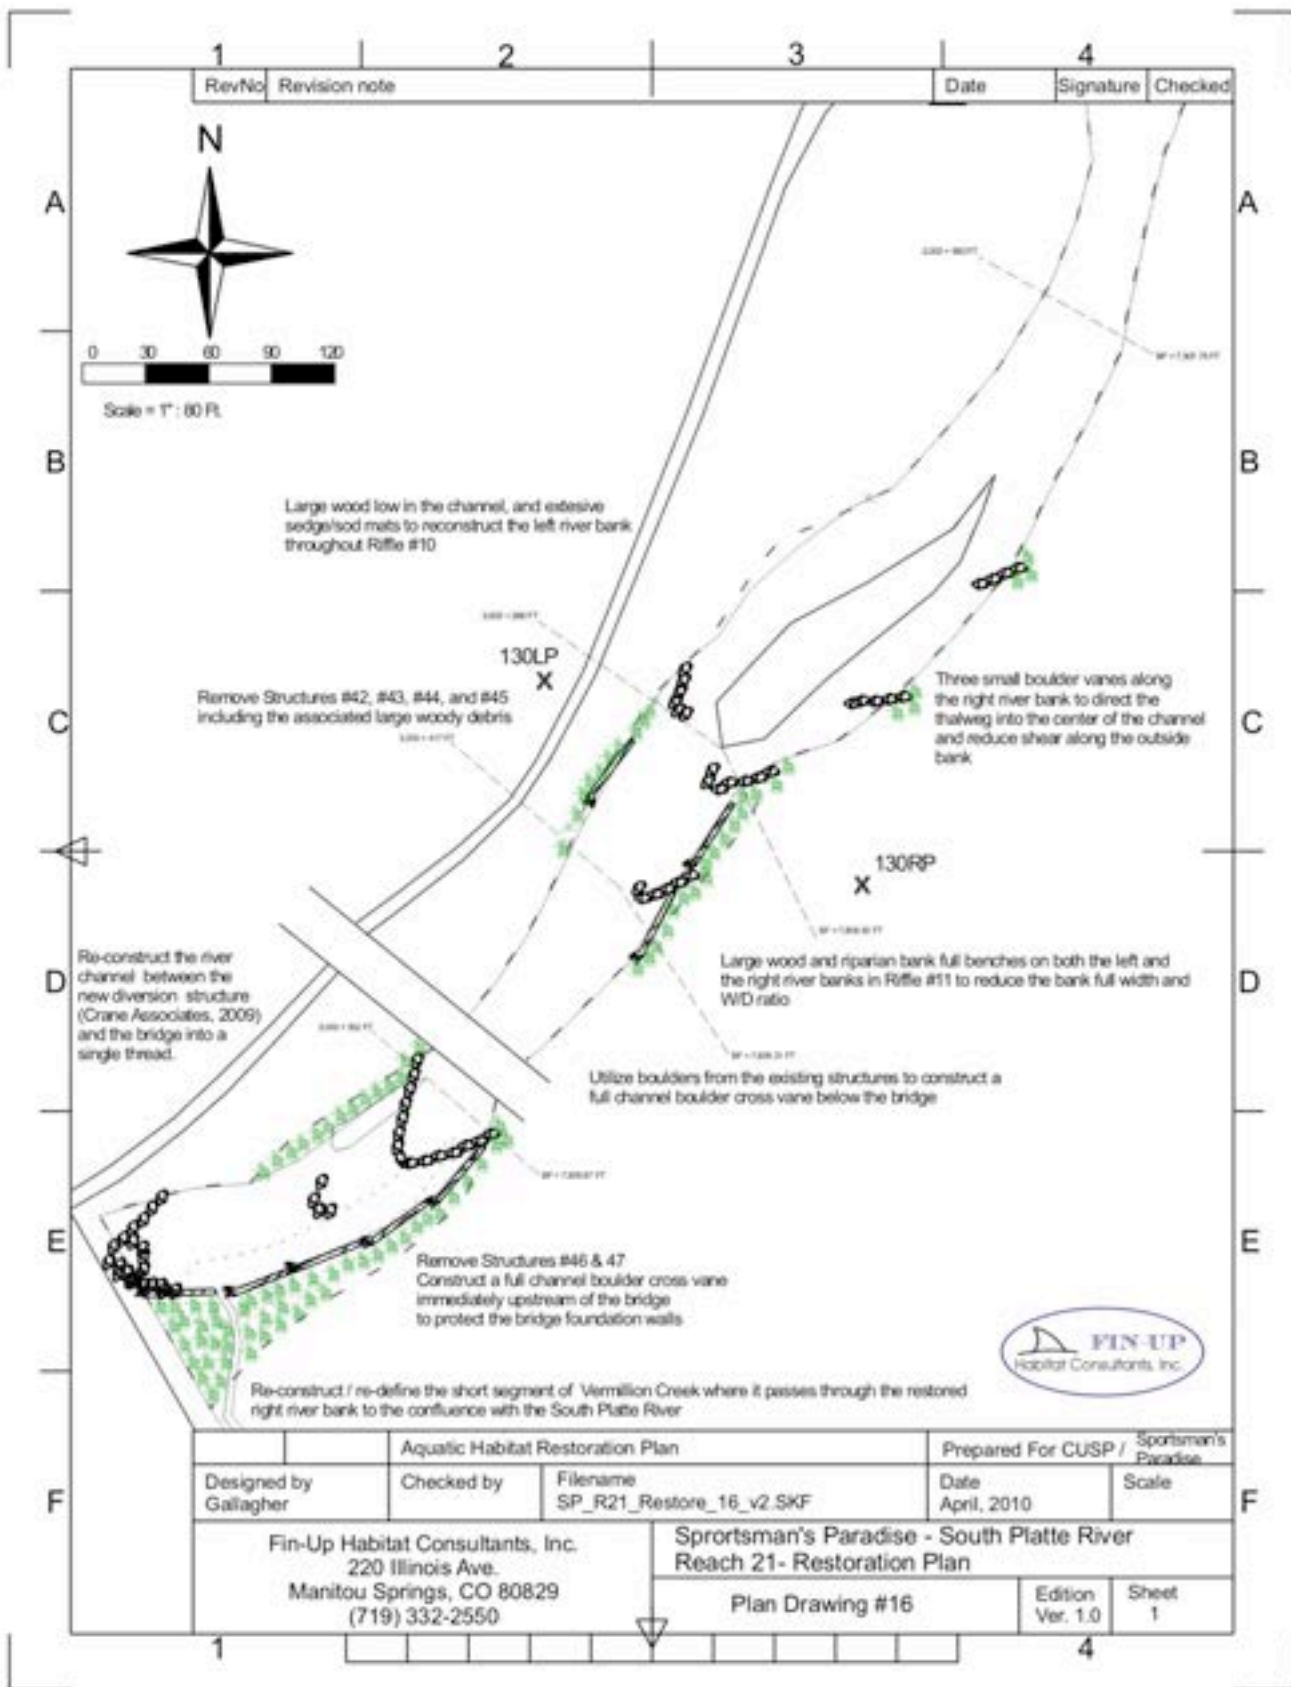 1 2 3 4
RevNo Revision note Date Signature Checked
N
A A
0 30 60 90 120
Scale = 1" : 80 Ft.
B B
Large wood low in the channel, and extesive
sedge/sod mats to reconstruct the left river bank
throughout Riffle #10
130LP
X
Remove Structures #42, #43, #44, and #45
including the associated large woody debris
C C
Three small boulder vanes along
the right river bank to direct the
thalweg into the center of the channel
and reduce shear along the outside
bank
130RP
X
Re-construct the river
channel between the
new diversion structure
(Crane Associates, 2009)
and the bridge into a
single thread.
D D
Large wood and riparian bank full benches on both the left and
the right river banks in Riffle #11 to reduce the bank full width and
W/D ratio
Utilize boulders from the existing structures to construct a
full channel boulder cross vane below the bridge
E E
Remove Structures #46 & 47
Construct a full channel boulder cross vane
immediately upstream of the bridge
to protect the bridge foundation walls
FIN-UP
Habitat Consultants, Inc.
Re-construct / re-define the short segment of Vermillion Creek where it passes through the restored
right river bank to the confluence with the South Platte River
Aquatic Habitat Restoration Plan
Prepared For CUSP / Sportsman's
Paradise
F F
Designed by
Gallagher
Checked by
Filename
SP_R21_Restore_16_v2.SKF
Date
April, 2010
Scale
Fin-Up Habitat Consultants, Inc.
220 Illinois Ave.
Manitou Springs, CO 80829
(719) 332-2550
Sprortsman's Paradise - South Platte River
Reach 21- Restoration Plan
Plan Drawing #16
Edition
Ver. 1.0
Sheet
1
1 4